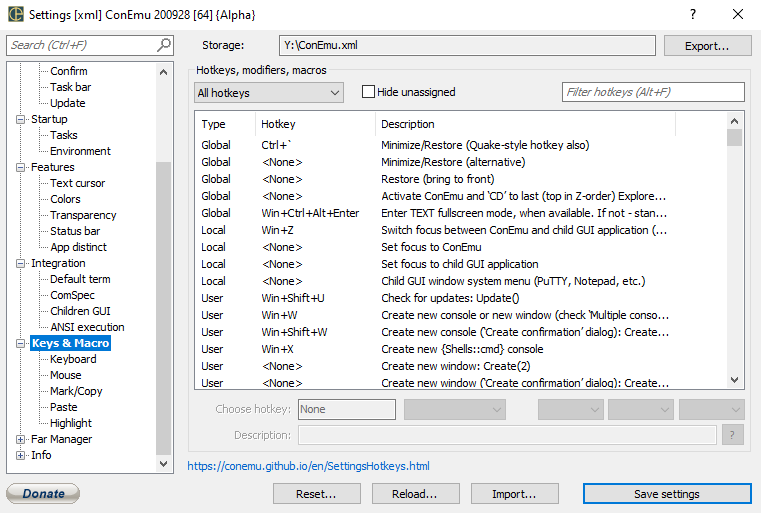 Settings [xml] ConEmu 200928 [64] {Alpha}
?
Search (Ctrl+F)
Storage:
Y:\ConEmu.xml
Export...
Confirm
Task bar
Update
Startup
Tasks
Environment
Features
Text cursor
Colors
Transparency
Status bar
App distinct
Integration
Default term
ComSpec
Children GUI
ANSI execution
Keys & Macro
Keyboard
Mouse
Mark/Copy
Paste
Highlight
Far Manager
Info
Hotkeys, modifiers, macros
All hotkeys
Hide unassigned
Filter hotkeys (Alt+F)
Type Hotkey Description
Global Ctrl+` Minimize/Restore (Quake-style hotkey also)
Global <None> Minimize/Restore (alternative)
Global <None> Restore (bring to front)
Global <None> Activate ConEmu and 'CD' to last (top in Z-order) Explore...
Global Win+Ctrl+Alt+Enter Enter TEXT fullscreen mode, when available. If not - stan...
Local Win+Z Switch focus between ConEmu and child GUI application (...
Local <None> Set focus to ConEmu
Local <None> Set focus to child GUI application
Local <None> Child GUI window system menu (PuTTY, Notepad, etc.)
User Win+Shift+U Check for updates: Update()
User Win+W Create new console or new window (check ‘Multiple conso...
User Win+Shift+W Create new console (‘Create confirmation’ dialog): Create...
User Win+X Create new {Shells::cmd} console
User <None> Create new window: Create(2)
User <None> Create new window (‘Create confirmation’ dialog): Create...
Choose hotkey: None
Description:
?
https://conemu.github.io/en/SettingsHotkeys.html
Donate
Reset...
Reload...
Import...
Save settings